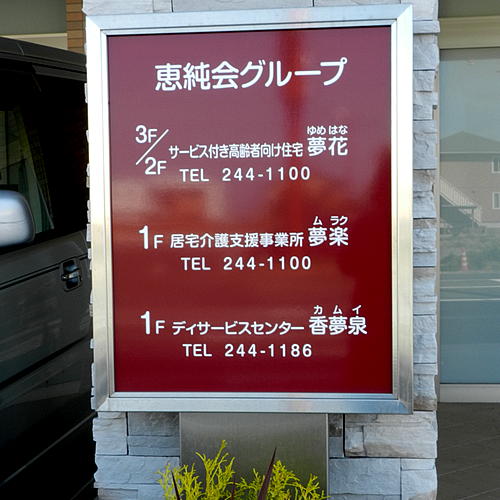 恵純会グループ
ゆめ はな
3F/2F サービス付き高齢者向け住宅 夢花
TEL 244-1100
ム ラク
1F 居宅介護支援事業所 夢楽
TEL 244-1100
カ ム イ
1F デイサービスセンター 香夢泉
TEL 244-1186